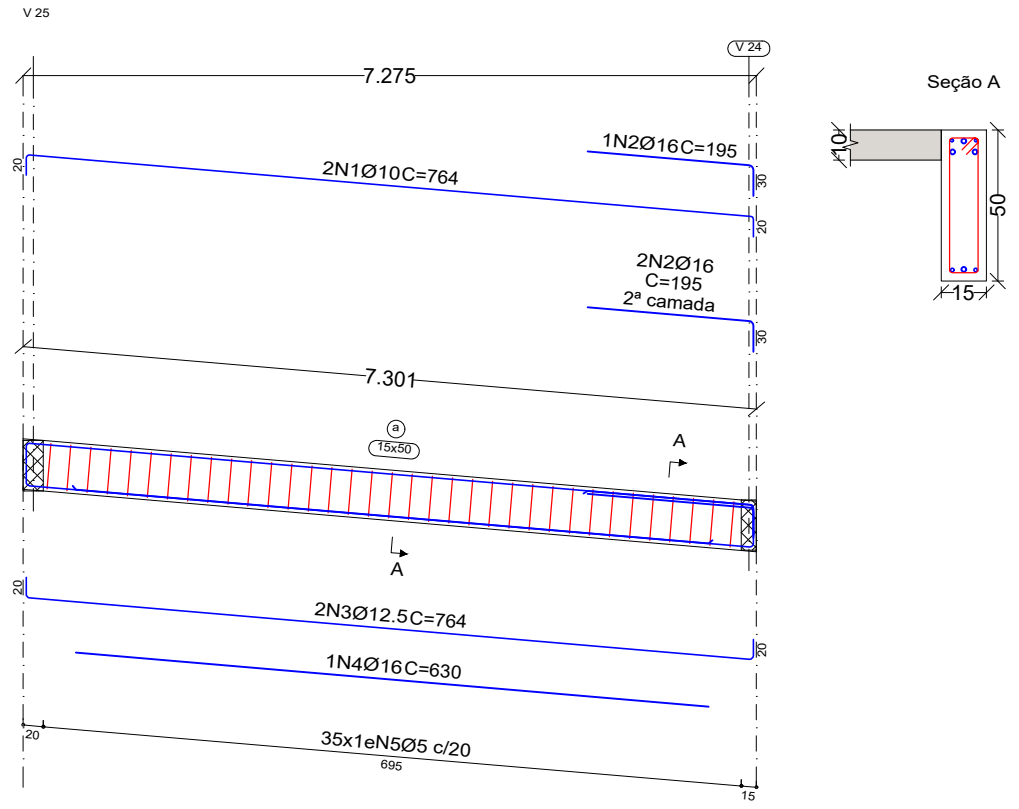 V 25
V 24
7.275
Seção A
10
50
15
1N2Ø16C=195
30
20
2N1Ø10C=764
20
2N2Ø16
C=195
2ª camada
30
7.301
a
15x50
A
A
20
2N3Ø12.5C=764
20
1N4Ø16C=630
20
35x1eN5Ø5 c/20
695
15